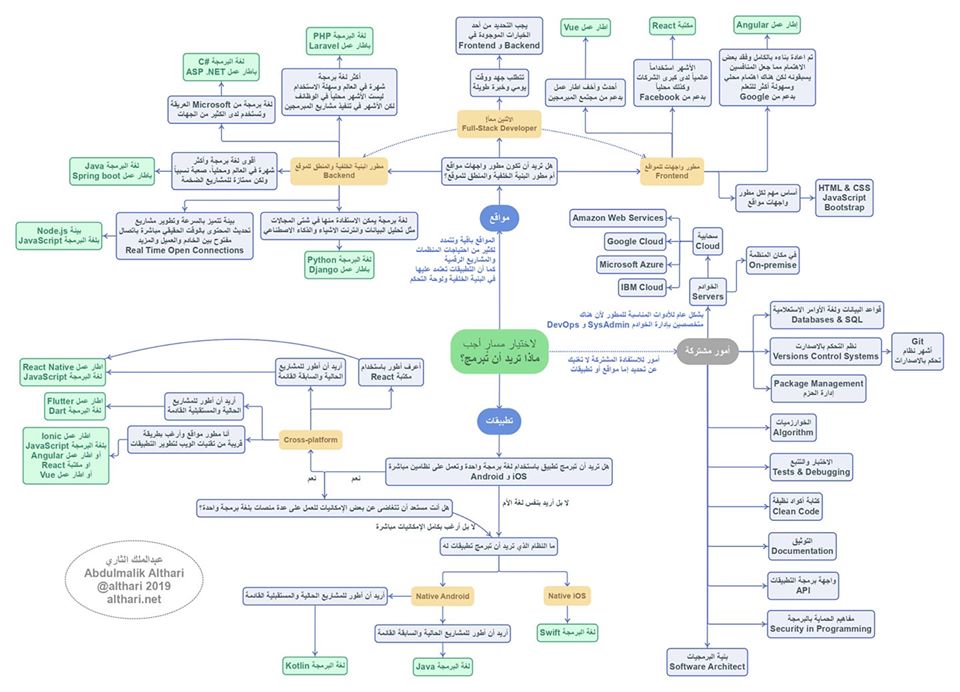 لغة البرمجة PHP
باطار عمل Laravel
لغة البرمجة C#
باطار عمل ASP .NET
أكثر لغة برمجة
شهرة في العالم وسهلة الاستخدام
ليست الأشهر محلياً في الوظائف
لكن الأشهر في تنفيذ مشاريع المبرمجين
لغة برمجة من Microsoft العريقة
وتستخدم لدى الكثير من الجهات
لغة البرمجة Java
باطار عمل Spring boot
أقوى لغة برمجة وأكثر
شهرة في العالم ومحلياً، صعبة نسبياً
ولكن ممتازة للمشاريع الضخمة
مطور البنية الخلفية والمنطق للموقع
Backend
بيئة Node.js
بلغة البرمجة JavaScript
بيئة تتميز بالسرعة وتطوير مشاريع
تحديث المحتوى بالوقت الحقيقي مباشرة باتصال
مفتوح بين الخادم والعميل والمزيد
Real Time Open Connections
لغة برمجة يمكن الاستفادة منها في شتى المجالات
مثل تحليل البيانات وانترنت الاشياء والذكاء الاصطناعي
لغة البرمجة Python
باطار عمل Django
يجب التحديد من أحد
الخيارات الموجودة في
Backend و Frontend
تتطلب جهد ووقت
يومي وخبرة طويلة
الاثنين معاً!
Full-Stack Developer
هل تريد أن تكون مطور واجهات مواقع
أم مطور البنية الخلفية والمنطق للموقع؟
اطار عمل Vue
أحدث وأخف اطار عمل
بدعم من مجتمع المبرمجين
مكتبة React
الأشهر استخداماً
عالمياً لدى كبرى الشركات
وكذلك محلياً
بدعم من Facebook
إطار عمل Angular
تم اعادة بناءه بالكامل وفقد بعض
الاهتمام مما جعل المنافسين
يسبقونه ولكن هناك اهتمام محلي
وسهولة أكثر للتعلم
بدعم من Google
مطور واجهات للموقع
Frontend
أساس مهم لكل مطور
واجهات مواقع
HTML & CSS
JavaScript
Bootstrap
مواقع
المواقع باقية وتتمدد
لكثير من احتياجات المنظمات
والمشاريع الرقمية
كما أن التطبيقات تعتمد عليها
في البنية الخلفية ولوحة التحكم
Amazon Web Services
Google Cloud
Microsoft Azure
IBM Cloud
سحابية
Cloud
في مكان المنظمة
On-premise
الخوادم
Servers
بشكل عام للأدوات المناسبة للمطور لأن هناك
متخصصين بإدارة الخوادم SysAdmin و DevOps
لاختيار مسار أجب
ماذا تريد أن تبرمج؟
أمور للاستفادة المشتركة لا تغنيك
عن تحديد إما مواقع أو تطبيقات
أمور مشتركة
قواعد البيانات ولغة الأوامر الاستعلامية
Databases & SQL
نظم التحكم بالاصدارت
Versions Control Systems
Git
أشهر نظام
تحكم بالاصدارات
Package Management
إدارة الحزم
الخوارزميات
Algorithm
الاختبار والتتبع
Tests & Debugging
كتابة أكواد نظيفة
Clean Code
التوثيق
Documentation
واجهة برمجة التطبيقات
API
مفاهيم الحماية بالبرمجة
Security in Programming
بنية البرمجيات
Software Architect
تطبيقات
هل تريد أن تبرمج تطبيق باستخدام لغة برمجة واحدة وتعمل على نظامين مباشرة
iOS و Android
نعم
نعم
لا بل أريد بنفس لغة الأم
هل أنت مستعد أن تتغاضى عن بعض الإمكانيات للعمل على عدة منصات بلغة برمجة واحدة؟
لا بل أرغب بكامل الإمكانيات مباشرة
Cross-platform
أعرف أطور باستخدام
مكتبة React
أريد أن أطور للمشاريع
الحالية والسابقة القائمة
اطار عمل React Native
لغة البرمجة JavaScript
أريد أن أطور للمشاريع
الحالية والمستقبلية القادمة
اطار عمل Flutter
لغة البرمجة Dart
أنا مطور مواقع وأرغب بطريقة
قريبة من تقنيات الويب لتطوير التطبيقات
اطار عمل Ionic
بلغة البرمجة JavaScript
أو اطار عمل Angular
او مكتبة React
أو اطار عمل Vue
ما النظام الذي تريد أن تبرمج تطبيقات له
Native Android
Native iOS
أريد أن أطور للمشاريع الحالية والمستقبلية القادمة
أريد أن أطور للمشاريع الحالية والسابقة القائمة
لغة البرمجة Swift
لغة البرمجة Kotlin
لغة البرمجة Java
عبدالملك الثاري
Abdulmalik Althari
@althari 2019
althari.net